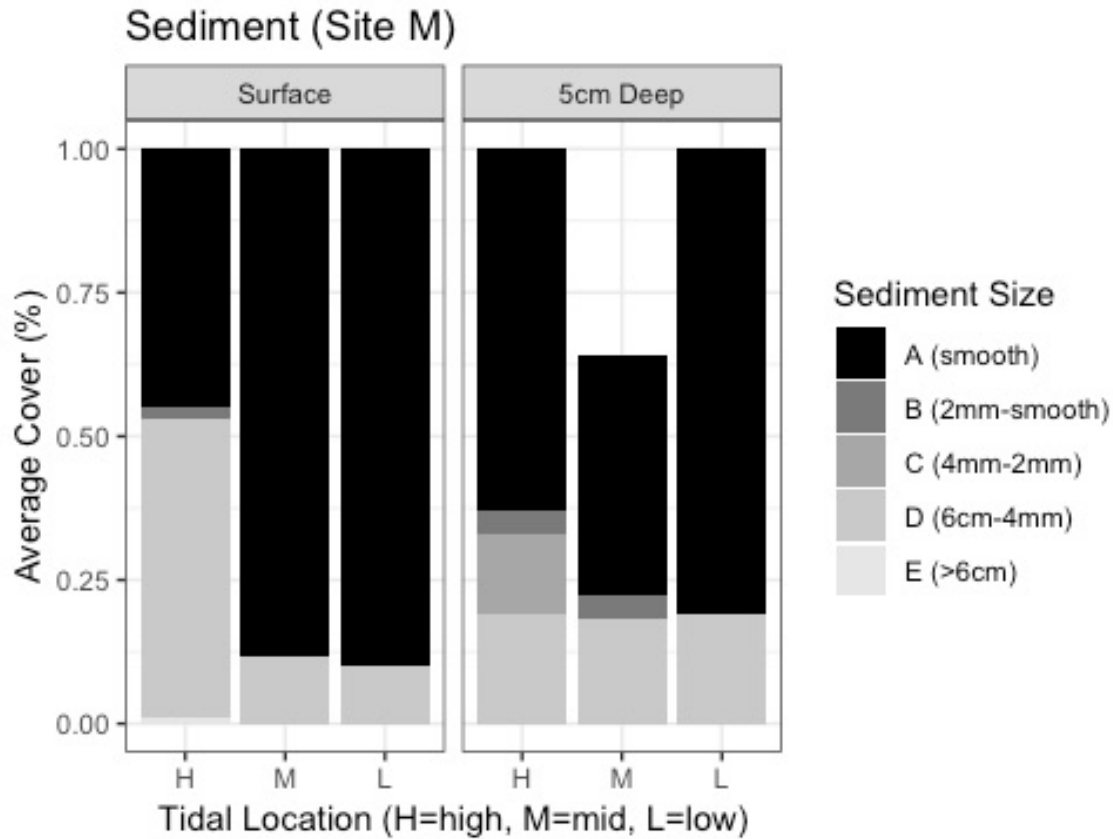 Sediment (Site M)
Surface
5cm Deep
Average Cover (%)
1.00
0.75
0.50
0.25
0.00
H M L
H M L
Tidal Location (H=high, M=mid, L=low)
Sediment Size
A (smooth)
B (2mm-smooth)
C (4mm-2mm)
D (6cm-4mm)
E (>6cm)